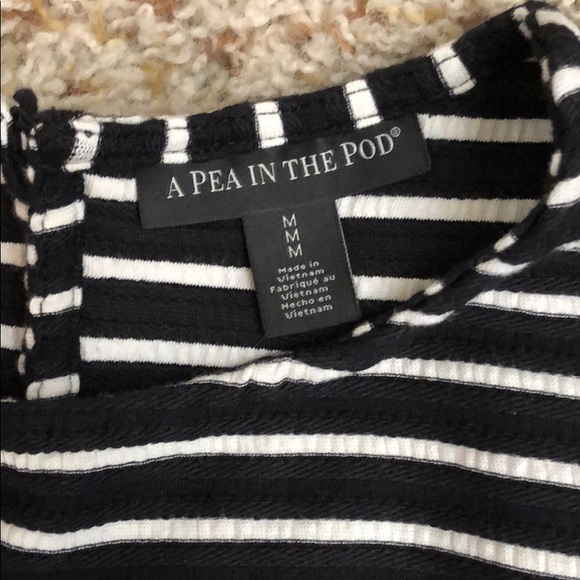 A PEA IN THE POD®
M
M
M
Made in
Vietnam
Fabriqué au
Vietnam
Hecho en
Vietnam